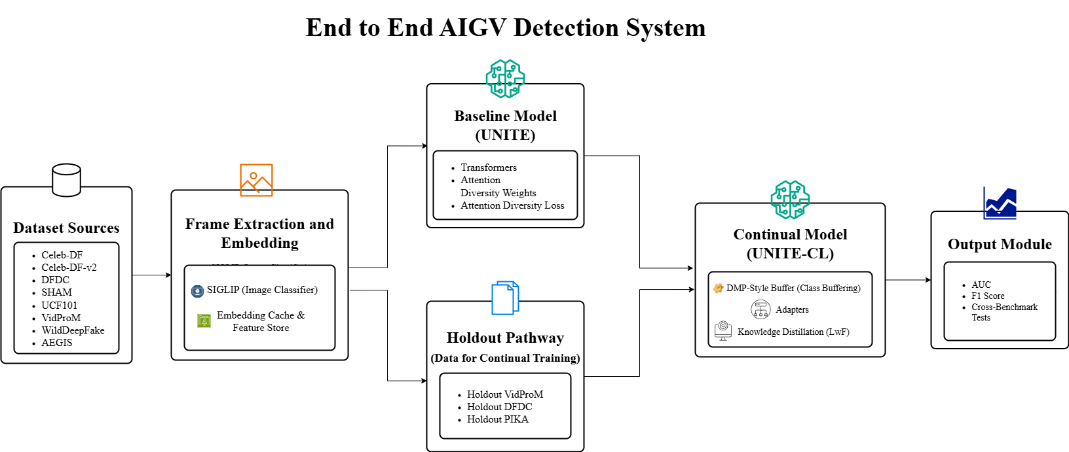 End to End AIGV Detection System
Dataset Sources
Celeb-DF
Celeb-DF-v2
DFDC
SHAM
UCF101
VidProM
WildDeepFake
AEGIS
Frame Extraction and
Embedding
SIGLIP (Image Classifier)
Embedding Cache &
Feature Store
Baseline Model
(UNITE)
Transformers
Attention
Diversity Weights
Attention Diversity Loss
Holdout Pathway
(Data for Continual Training)
Holdout VidProM
Holdout DFDC
Holdout PIKA
Continual Model
(UNITE-CL)
DMP-Style Buffer (Class Buffering)
Adapters
Knowledge Distillation (LwF)
Output Module
AUC
F1 Score
Cross-Benchmark
Tests